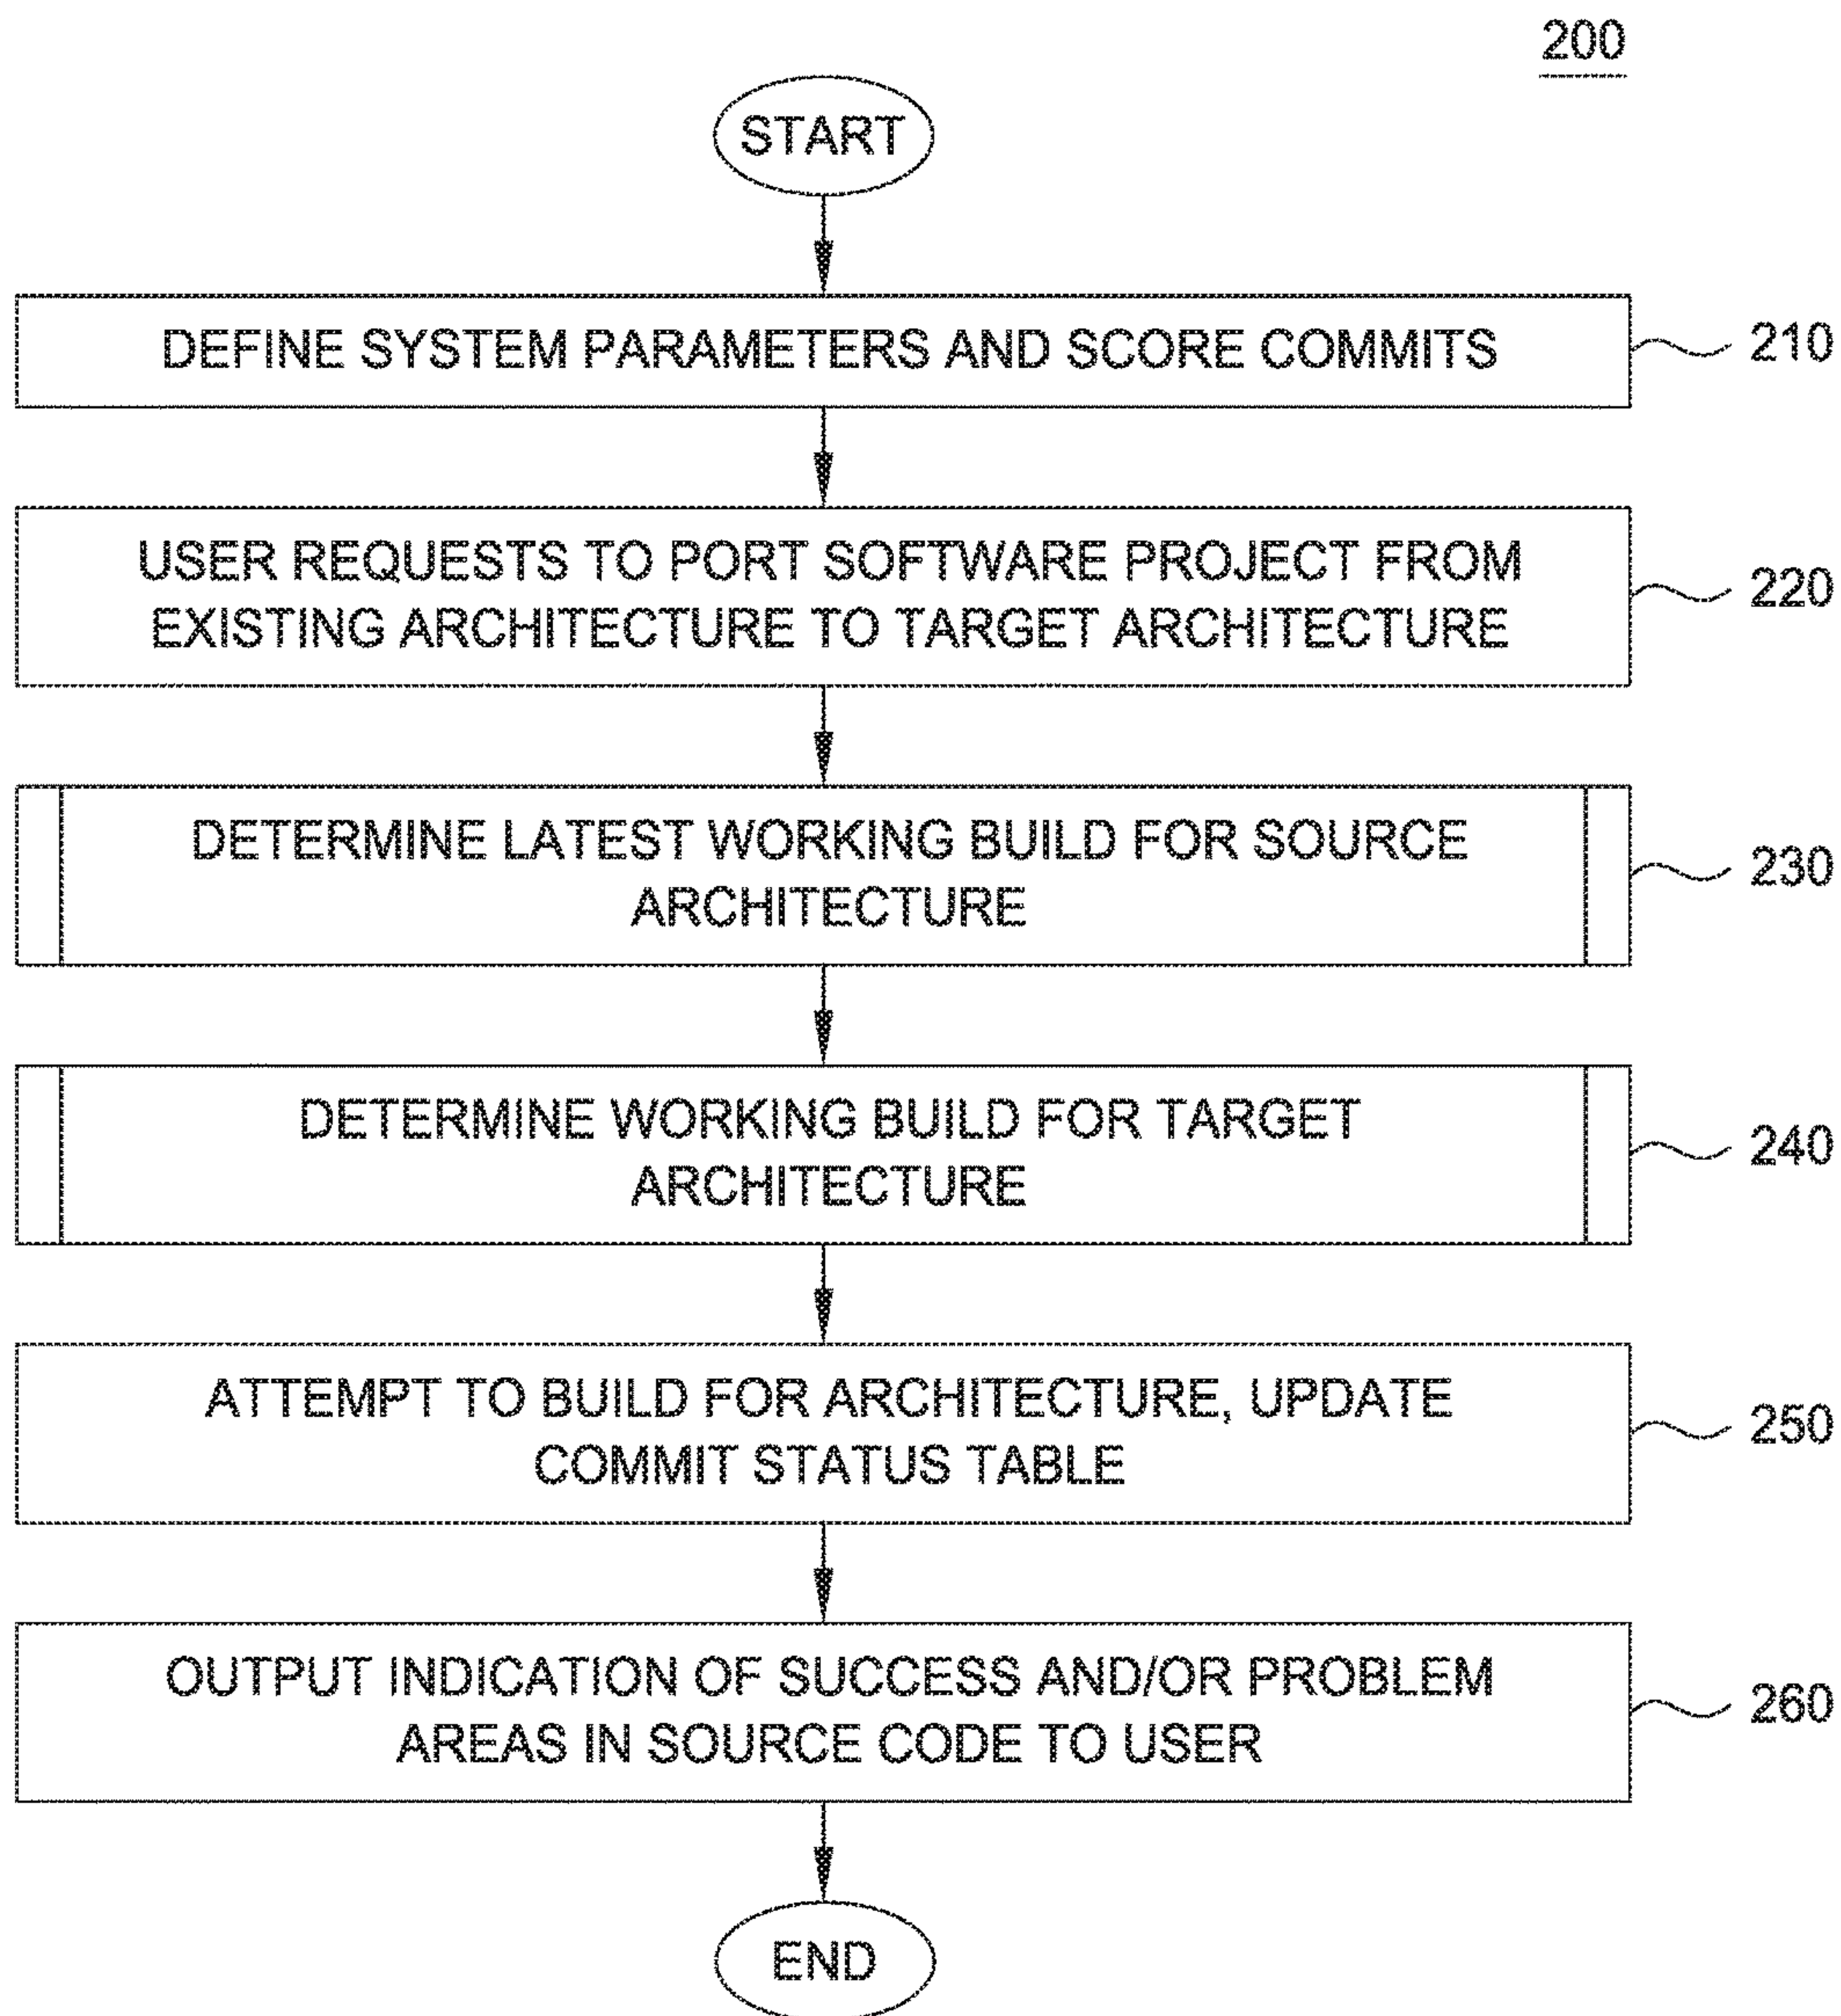 200
START
DEFINE SYSTEM PARAMETERS AND SCORE COMMITS
210
USER REQUESTS TO PORT SOFTWARE PROJECT FROM
EXISTING ARCHITECTURE TO TARGET ARCHITECTURE
220
DETERMINE LATEST WORKING BUILD FOR SOURCE
ARCHITECTURE
230
DETERMINE WORKING BUILD FOR TARGET
ARCHITECTURE
240
ATTEMPT TO BUILD FOR ARCHITECTURE, UPDATE
COMMIT STATUS TABLE
250
OUTPUT INDICATION OF SUCCESS AND/OR PROBLEM
AREAS IN SOURCE CODE TO USER
260
END